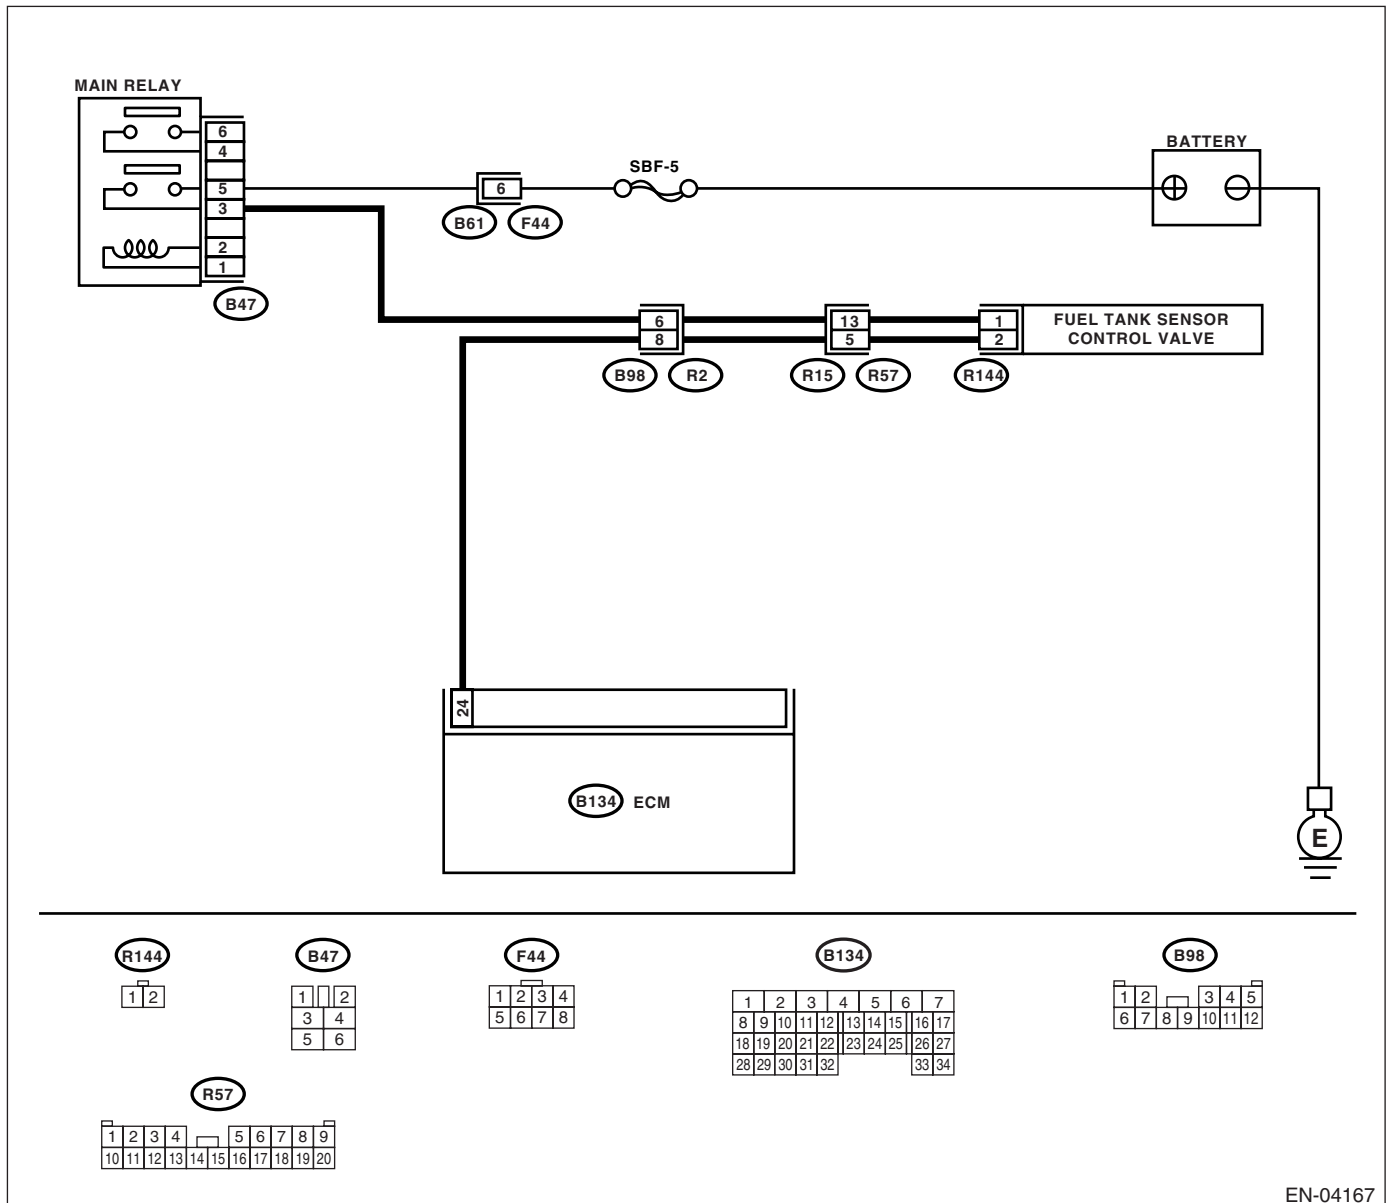 MAIN RELAY
6
4
5
3
2
1
B47
6
B61 F44
SBF-5
BATTERY
6
8
B98 R2
13
5
R15 R57
1
2
R144
FUEL TANK SENSOR
CONTROL VALVE
24
B134 ECM
E
R144
1 2
B47
1 2
3 4
5 6
F44
1 2 3 4
5 6 7 8
B134
1 2 3 4 5 6 7
8 9 10 11 12 13 14 15 16 17
18 19 20 21 22 23 24 25 26 27
28 29 30 31 32 33 34
B98
1 2 3 4 5
6 7 8 9 10 11 12
R57
1 2 3 4 5 6 7 8 9
10 11 12 13 14 15 16 17 18 19 20
EN-04167